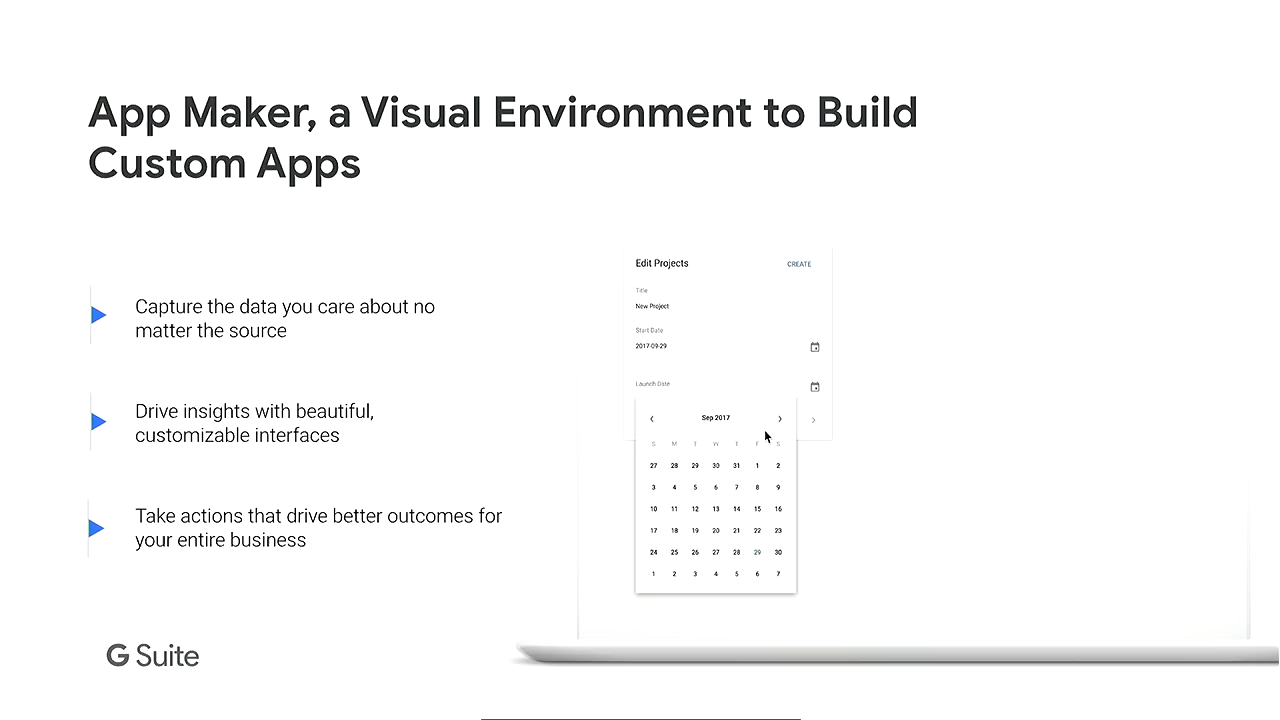 App Maker, a Visual Environment to Build
Custom Apps
Capture the data you care about no
matter the source
Drive insights with beautiful,
customizable interfaces
Take actions that drive better outcomes for
your entire business
G Suite
Edit Projects
CREATE
Title
New Project
Start Date
2017-09-29
Launch Date
Sep 2017
S M T W T F S
27 28 29 30 31 1 2
3 4 5 6 7 8 9
10 11 12 13 14 15 16
17 18 19 20 21 22 23
24 25 26 27 28 29 30
1 2 3 4 5 6 7